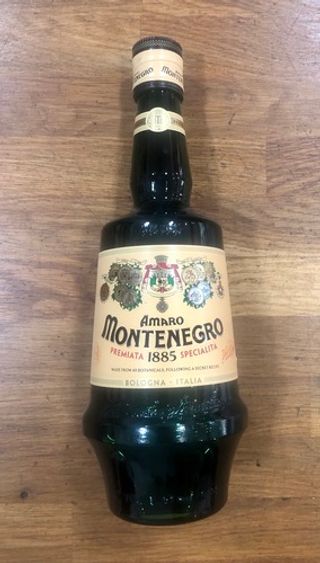 MONTENEGRO
AMARO
MONTENEGRO
PREMIATA 1885 SPECIALITÀ
MADE FROM 40 BOTANICALS, FOLLOWING A SECRET RECIPE
BOLOGNA - ITALIA